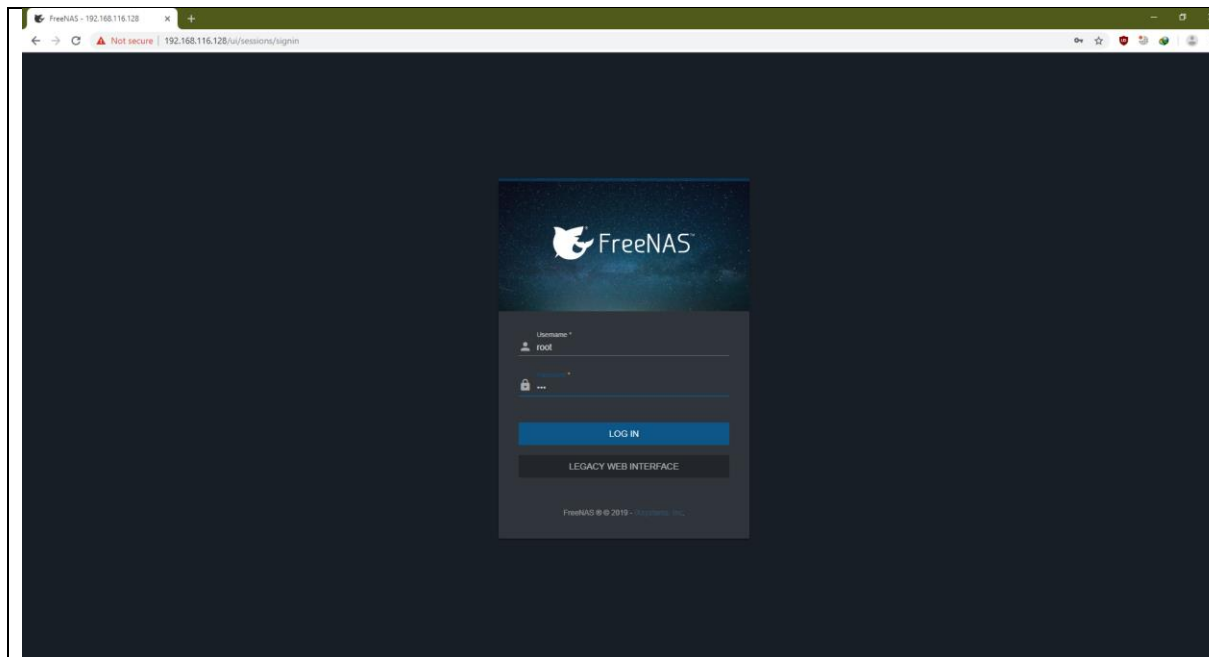 FreeNAS - 192.168.116.128
Not secure | 192.168.116.128/ui/sessions/signin
FreeNAS
Username *
root
*
•••
LOG IN
LEGACY WEB INTERFACE
FreeNAS ® © 2019 -